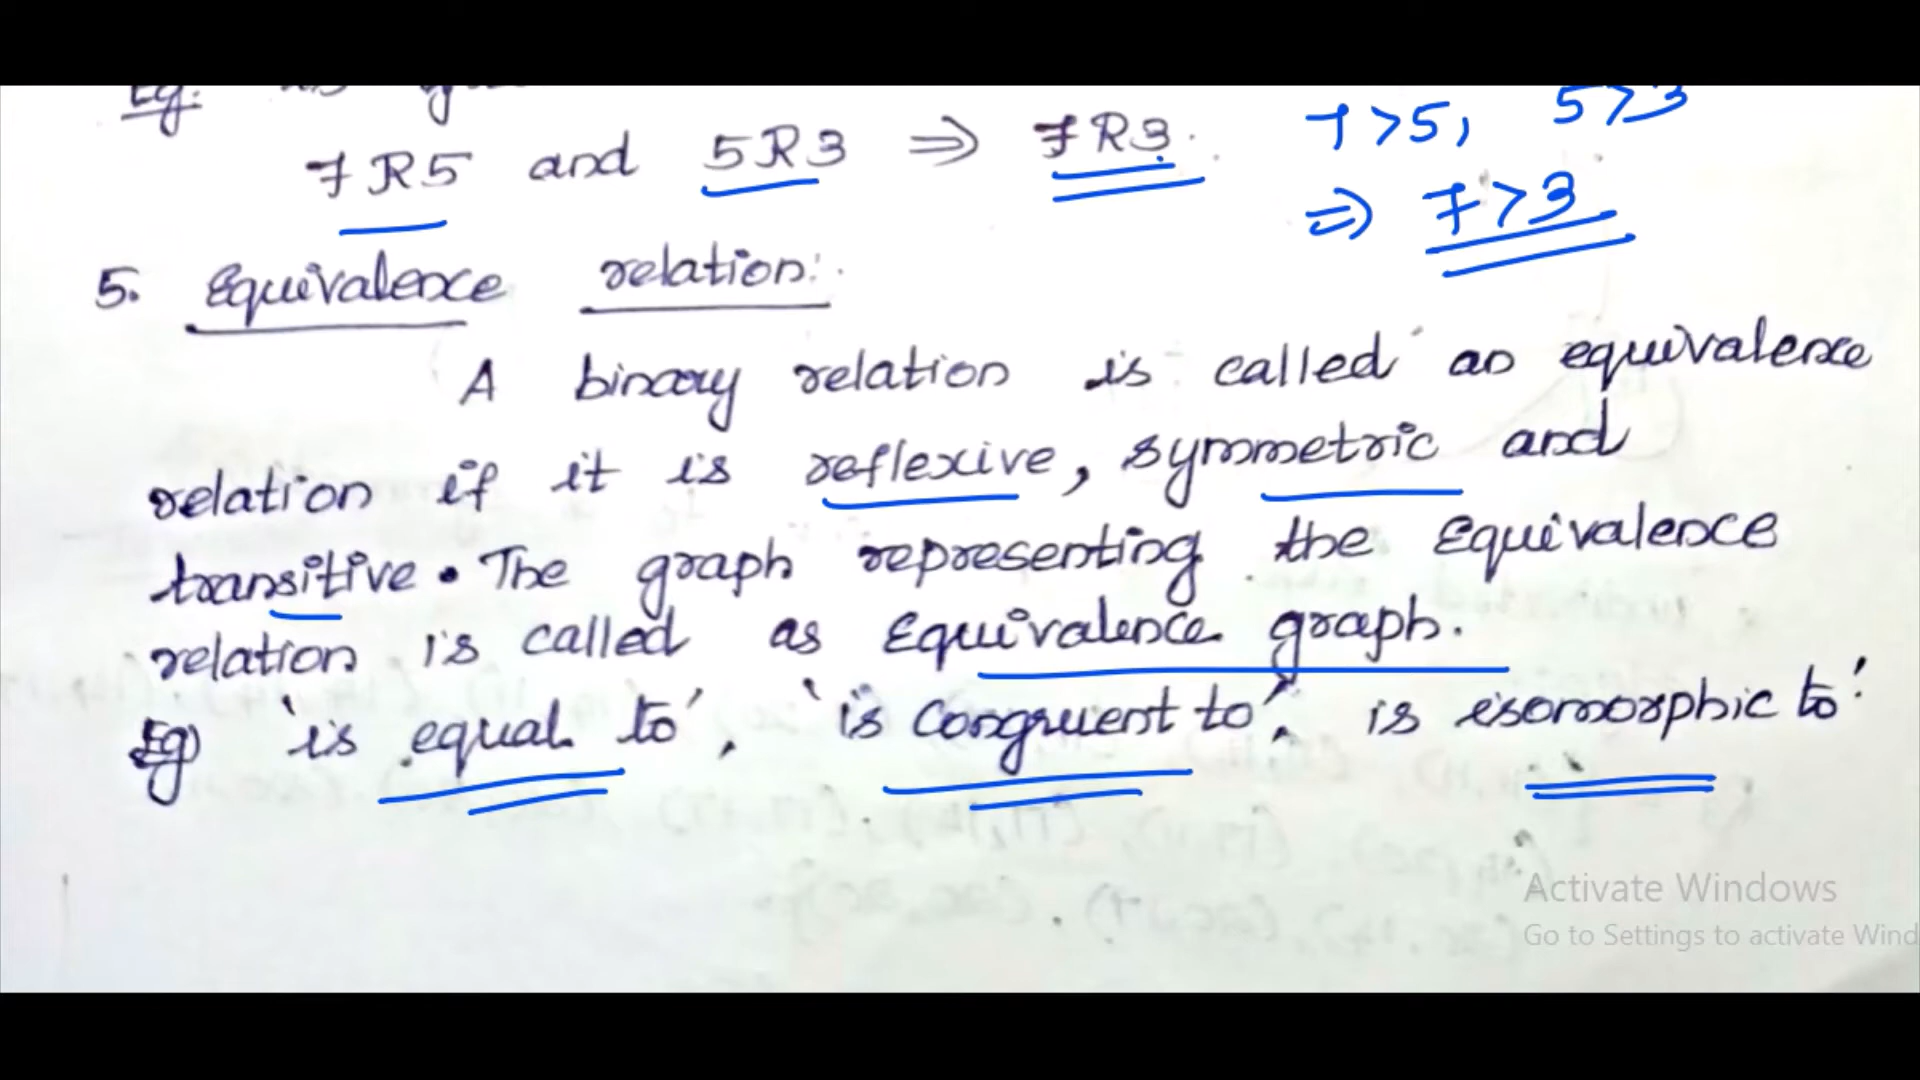 Eg: is
7R5 and 5R3 ⇒ 7R3. 7>5, 5>3
⇒ 7>3
5. Equivalence relation:
A binary relation is called an equivalence
relation if it is reflexive, symmetric and
transitive. The graph representing the Equivalence
relation is called as Equivalence graph.
Eg) 'is equal to', 'is Congruent to', is isomorphic to'
Activate Windows
Go to Settings to activate Wind